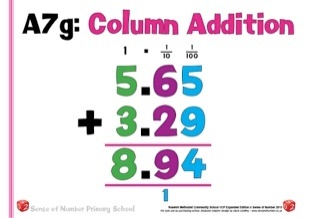 A7g: Column Addition
1 . 1/10 1/100
5.65
+ 3.29
8.94
1
Sense of Number Primary School